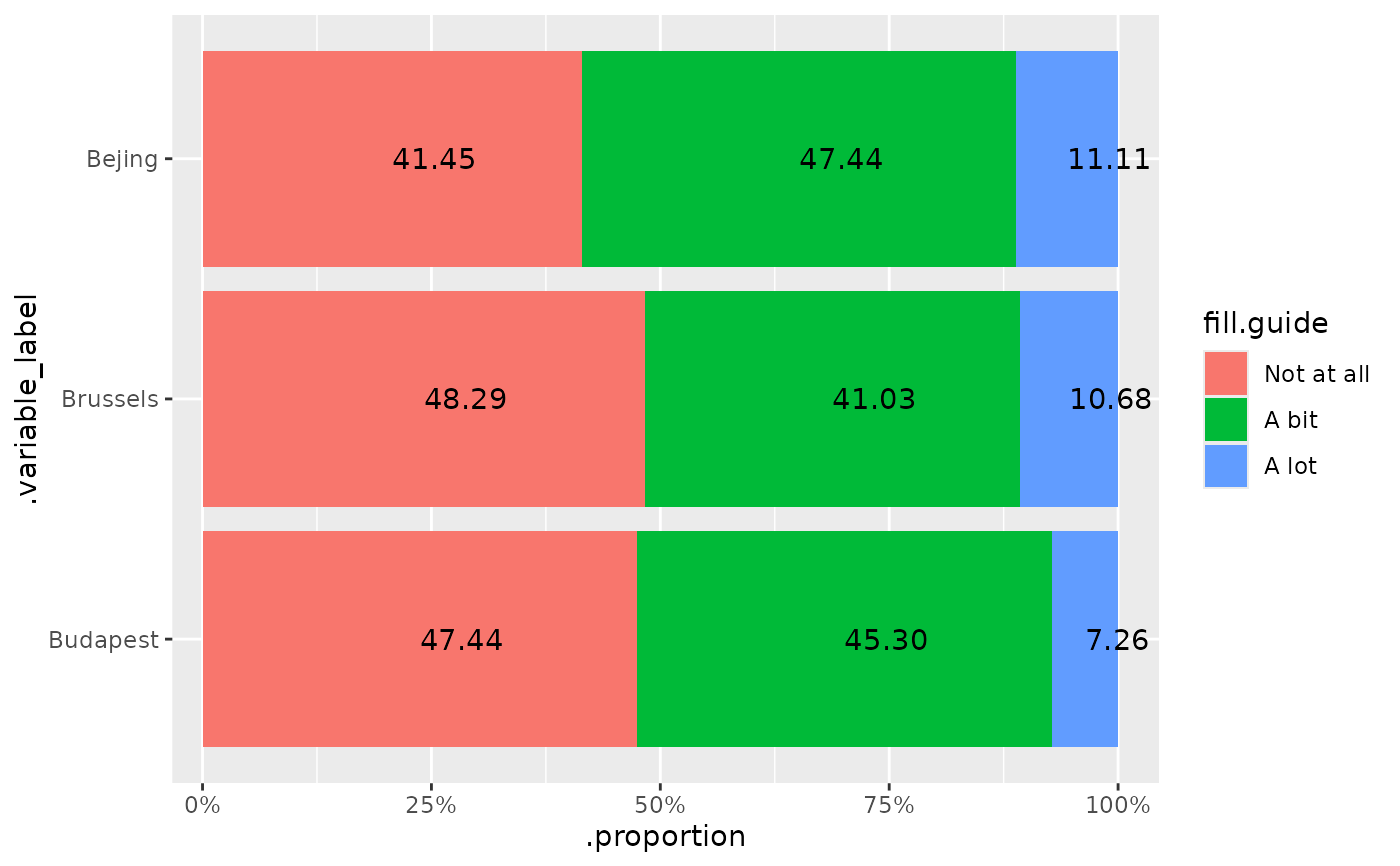 Bejing
41.45
47.44
11.11
Brussels
48.29
41.03
10.68
Budapest
47.44
45.30
7.26
.variable_label
0%
25%
50%
75%
100%
.proportion
fill.guide
Not at all
A bit
A lot